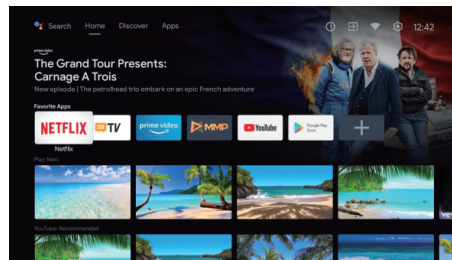 Search Home Discover Apps 12:42
prime video
The Grand Tour Presents:
Carnage A Trois
New episode | The petrolhead trio embark on an epic French adventure
Favorite Apps
NETFLIX TV prime video MMP YouTube Google Play Store
Netflix
Play Next
YouTube: Recommended